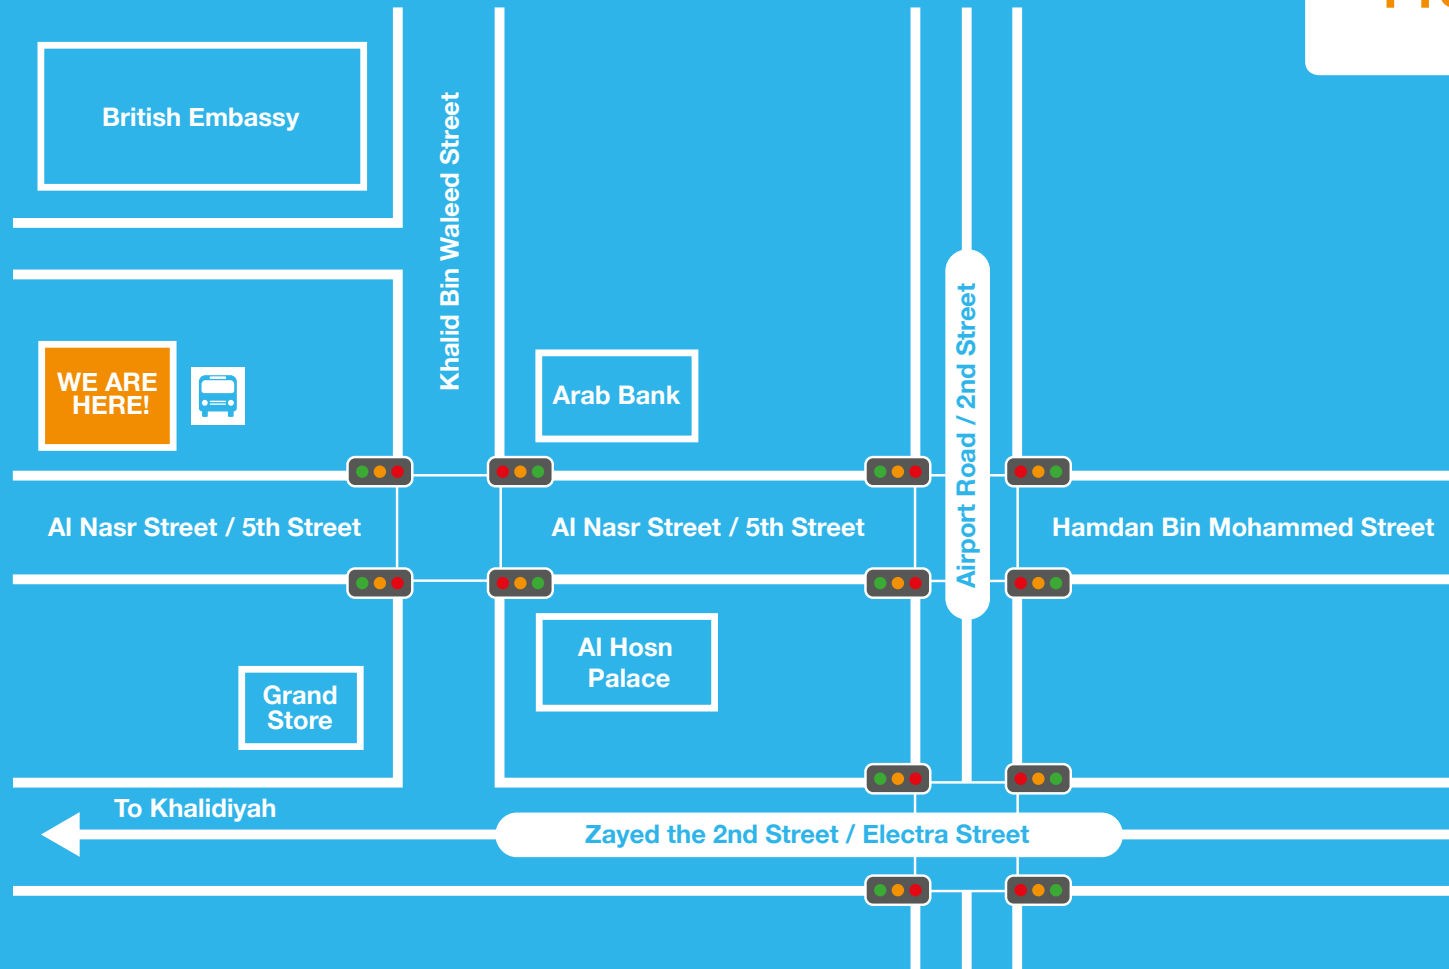 British Embassy
Khalid Bin Waleed Street
WE ARE
HERE!
Arab Bank
Airport Road / 2nd Street
Al Nasr Street / 5th Street
Al Nasr Street / 5th Street
Hamdan Bin Mohammed Street
Al Hosn
Palace
Grand
Store
To Khalidiyah
Zayed the 2nd Street / Electra Street